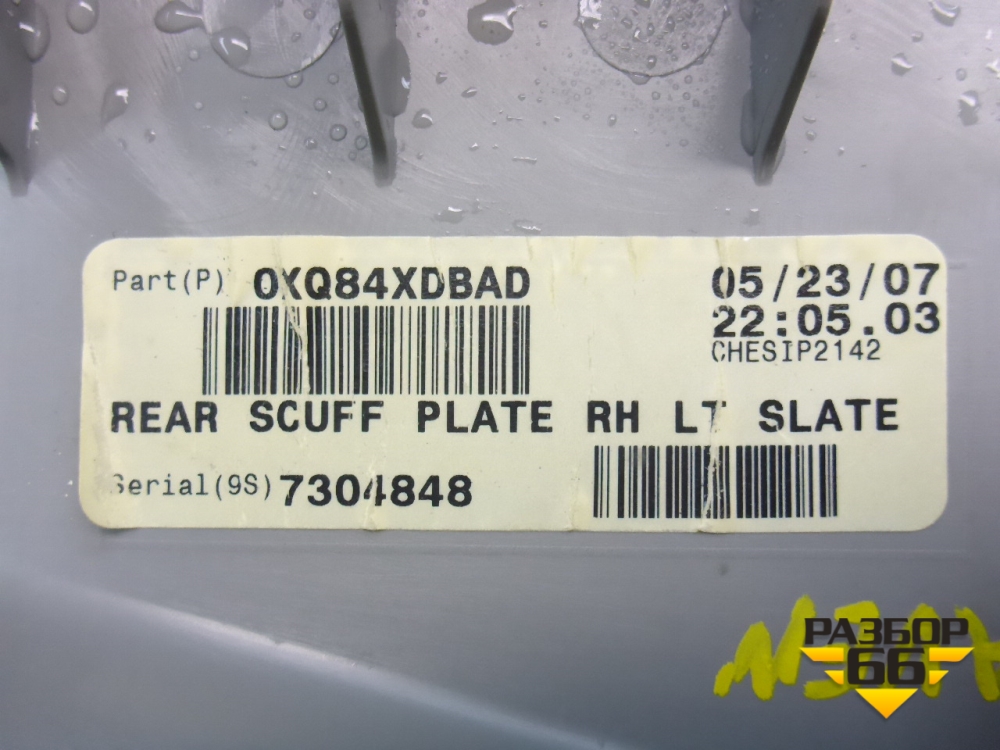 Part(P) 0XQ84XDBAD
05/23/07
22:05.03
CHESIP2142
REAR SCUFF PLATE RH LT SLATE
Serial(9S) 7304848
РАЗБОР
66